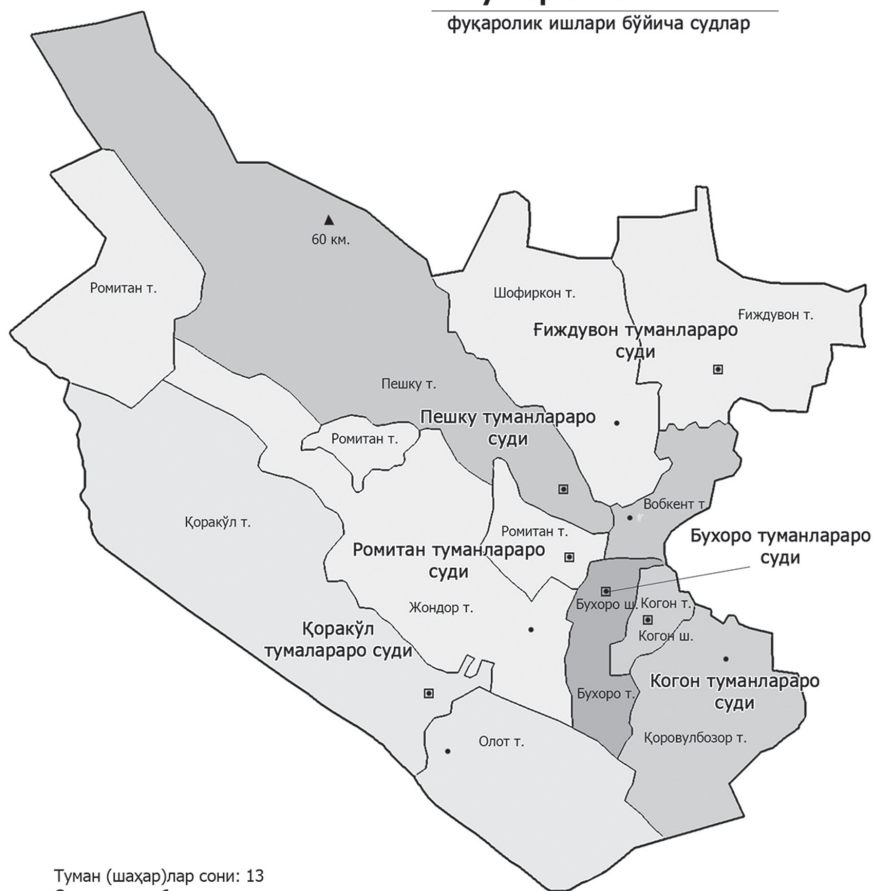 фуқаролик ишлари бўйича судлар
60 км.
Ромитан т.
Шофиркон т.
Ғиждувон т.
Ғиждувон туманлараро
суди
Пешку т.
Пешку туманлараро
суди
Ромитан т.
Вобкент т.
Қоракўл т.
Ромитан т.
Бухоро туманлараро
суди
Ромитан туманлараро
суди
Бухоро ш.
Когон т.
Жондор т.
Қоракўл
тумалараро суди
Когон ш.
Когон туманлараро
суди
Бухоро т.
Қоровулбозор т.
Олот т.
Туман (шаҳар)лар сони: 13